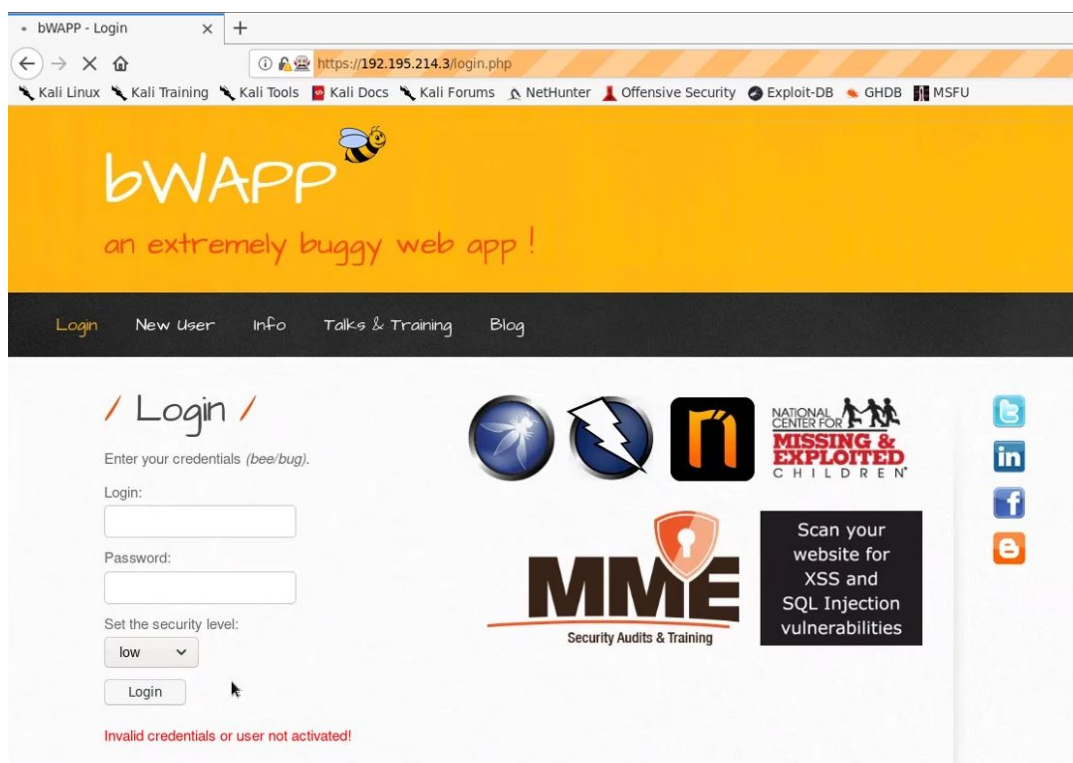 bWAPP - Login
https://192.195.214.3/login.php
Kali Linux Kali Training Kali Tools Kali Docs Kali Forums NetHunter Offensive Security Exploit-DB GHDB MSFU
bWAPP
an extremely buggy web app !
Login New User Info Talks & Training Blog
/ Login /
Enter your credentials (bee/bug).
Login:
Password:
Set the security level:
low
Login
Invalid credentials or user not activated!
NATIONAL
CENTER FOR
MISSING &
EXPLOITED
CHILDREN®
MME
Security Audits & Training
Scan your
website for
XSS and
SQL Injection
vulnerabilities